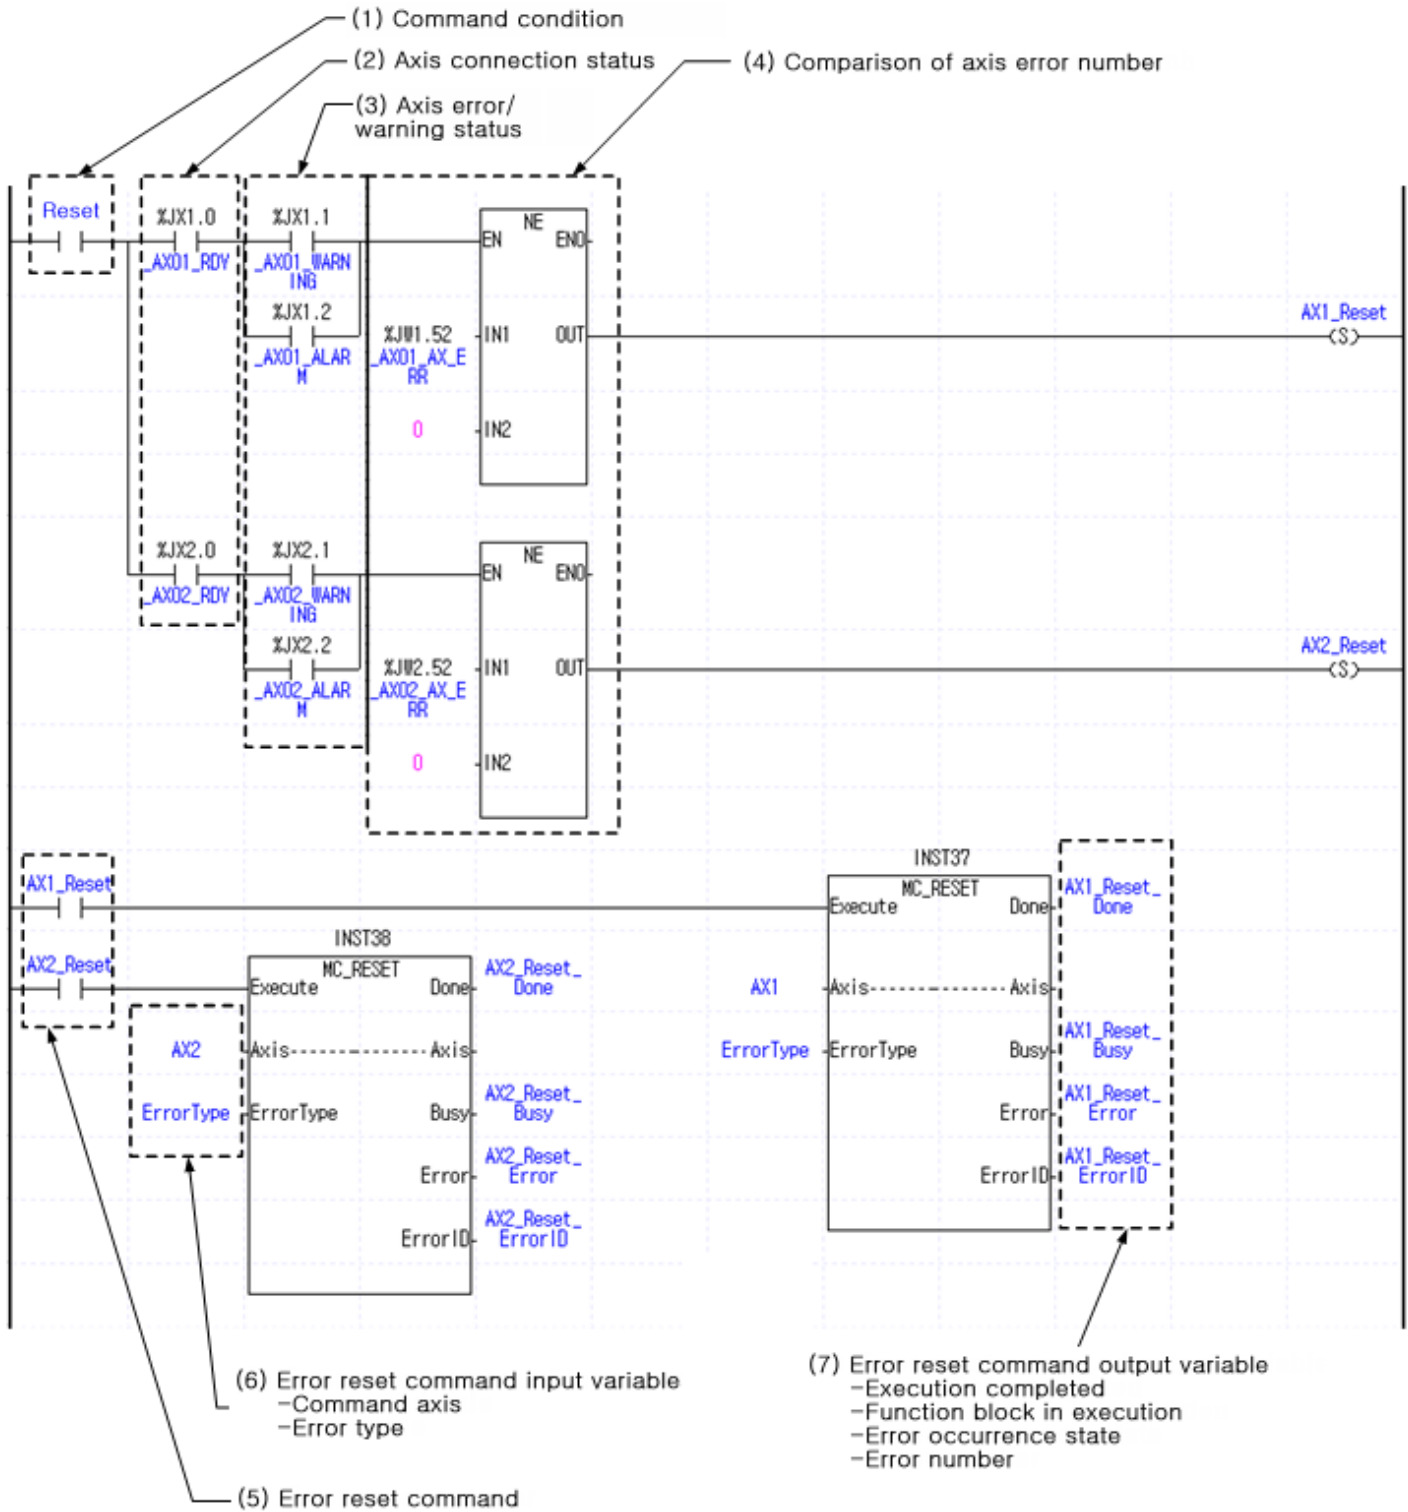 (1) Command condition
(2) Axis connection status
(4) Comparison of axis error number
(3) Axis error/
warning status
Reset
%JX1.0
%JX1.1
NE
EN
ENO
_AX01_RDY
_AX01_WARN
ING
%JX1.2
AX1_Reset
%JW1.52
IN1
OUT
(S)
_AX01_ALAR
M
_AX01_AX_E
RR
0
IN2
%JX2.0
%JX2.1
NE
EN
ENO
_AX02_RDY
_AX02_WARN
ING
%JX2.2
AX2_Reset
%JW2.52
IN1
OUT
(S)
_AX02_ALAR
M
_AX02_AX_E
RR
0
IN2
INST37
AX1_Reset
MC_RESET
Execute
Done
AX1_Reset_
Done
INST38
AX2_Reset
MC_RESET
Execute
Done
AX2_Reset_
Done
AX1
Axis
Axis
AX2
Axis
Axis
ErrorType
ErrorType
Busy
AX1_Reset_
Busy
ErrorType
ErrorType
Busy
AX2_Reset_
Busy
Error
AX1_Reset_
Error
Error
AX2_Reset_
Error
ErrorID
AX1_Reset_
ErrorID
ErrorID
AX2_Reset_
ErrorID
(6) Error reset command input variable
-Command axis
-Error type
(7) Error reset command output variable
-Execution completed
-Function block in execution
-Error occurrence state
-Error number
(5) Error reset command